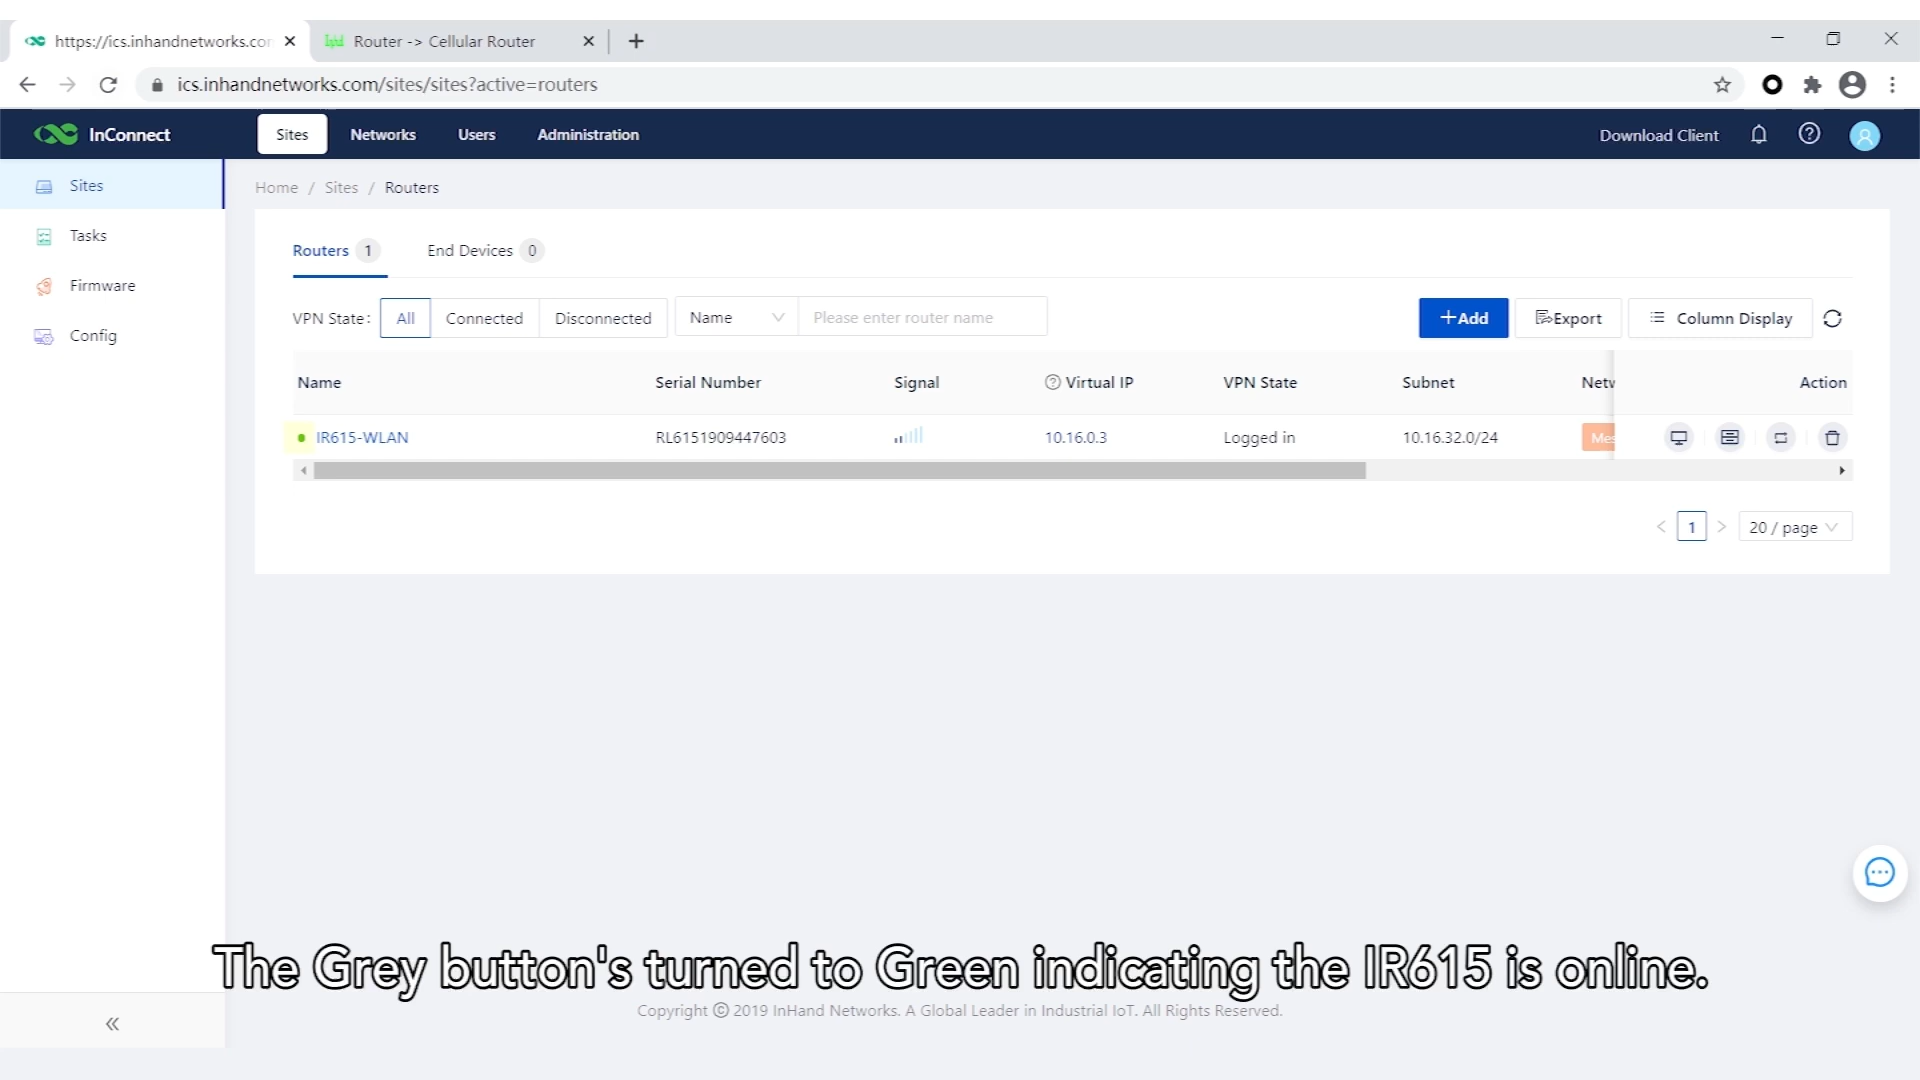 https://ics.inhandnetworks.con
Router -> Cellular Router
ics.inhandnetworks.com/sites/sites?active=routers
InConnect
Sites
Networks
Users
Administration
Download Client
Sites
Tasks
Firmware
Config
Home / Sites / Routers
Routers 1
End Devices 0
VPN State:
All
Connected
Disconnected
Name
Please enter router name
+Add
Export
Column Display
Name
Serial Number
Signal
Virtual IP
VPN State
Subnet
Netw
Action
IR615-WLAN
RL6151909447603
10.16.0.3
Logged in
10.16.32.0/24
Mes
< 1 >
20 / page
The Grey button's turned to Green indicating the IR615 is online.
Copyright © 2019 InHand Networks. A Global Leader in Industrial IoT. All Rights Reserved.